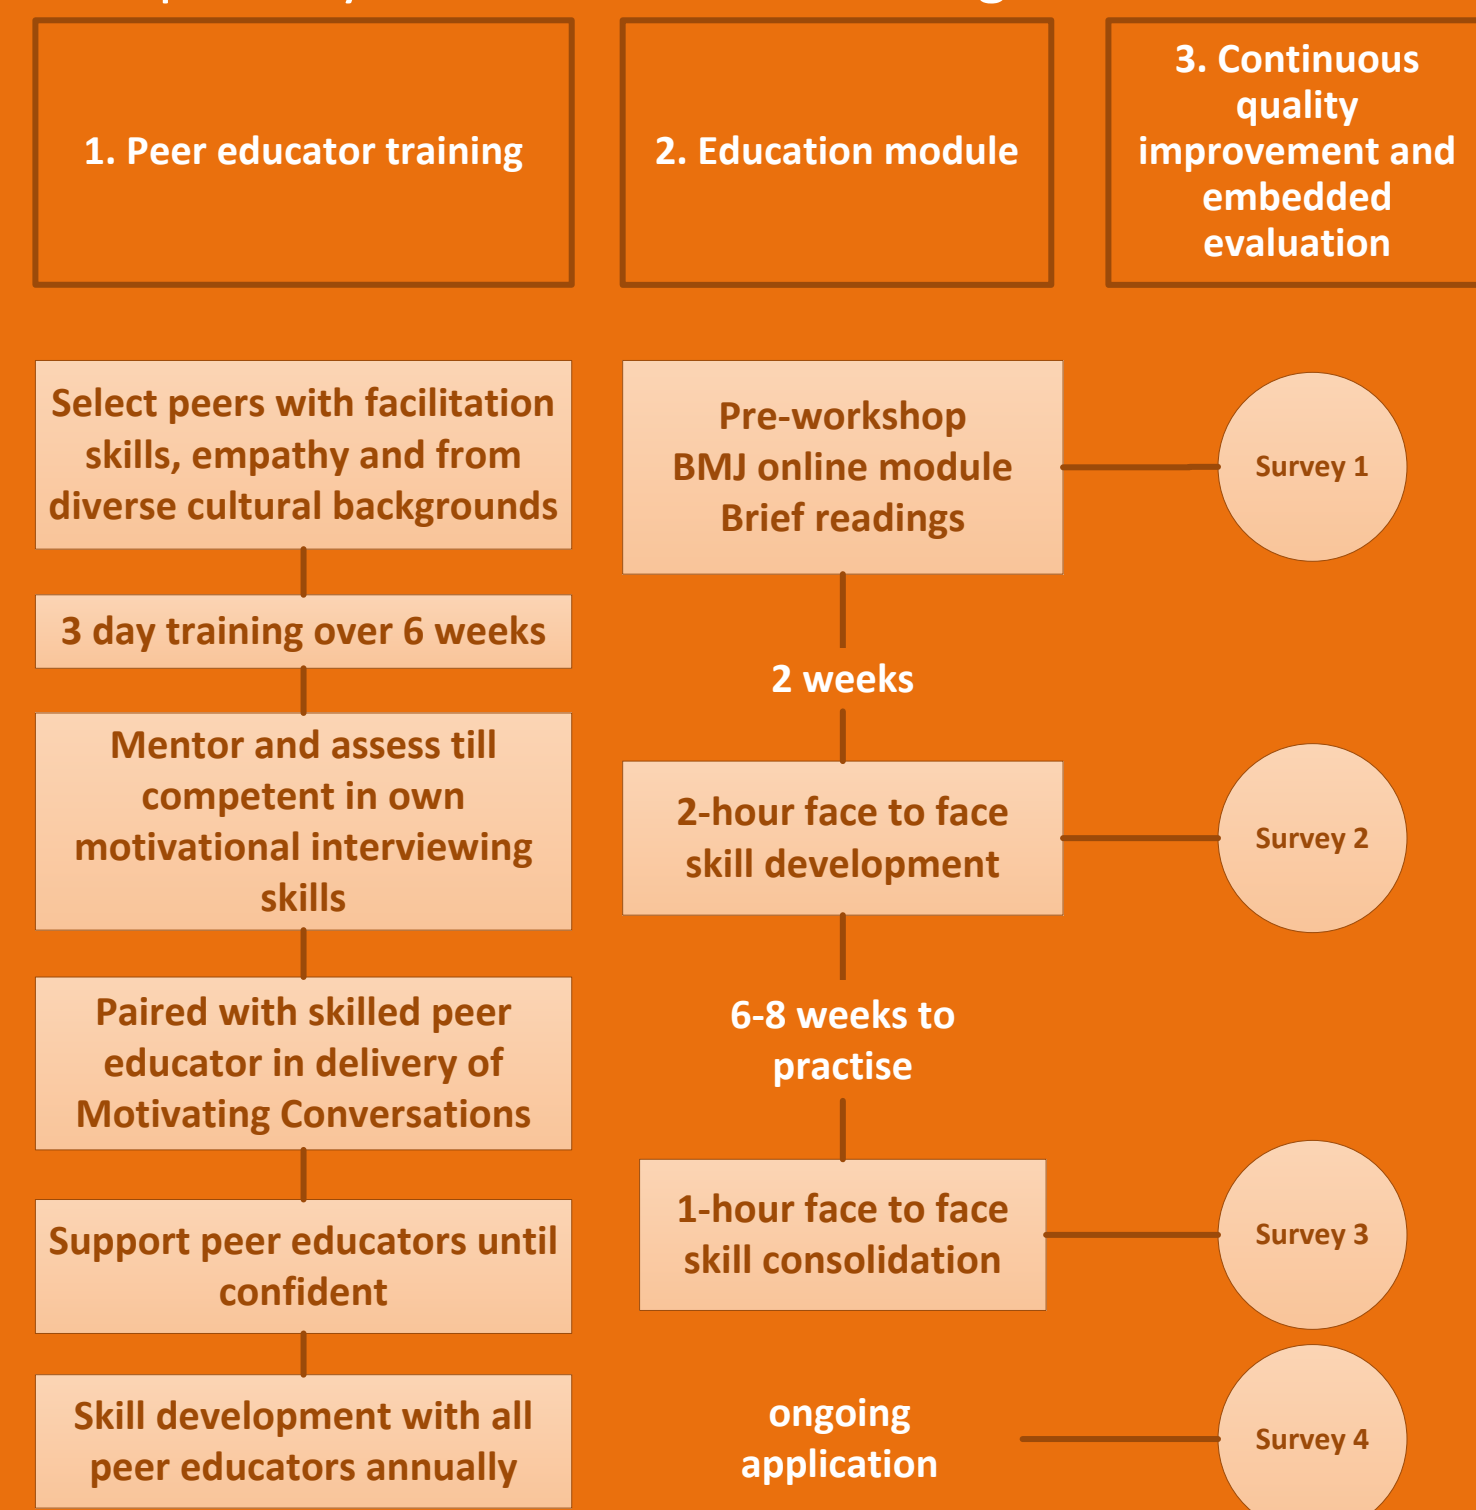 1. Peer educator training
2. Education module
3. Continuous
quality
improvement and
embedded
evaluation
Select peers with facilitation
skills, empathy and from
diverse cultural backgrounds
3 day training over 6 weeks
Mentor and assess till
competent in own
motivational interviewing
skills
Paired with skilled peer
educator in delivery of
Motivating Conversations
Support peer educators until
confident
Skill development with all
peer educators annually
Pre-workshop
BMJ online module
Brief readings
2 weeks
2-hour face to face
skill development
6-8 weeks to
practise
1-hour face to face
skill consolidation
ongoing
application
Survey 1
Survey 2
Survey 3
Survey 4